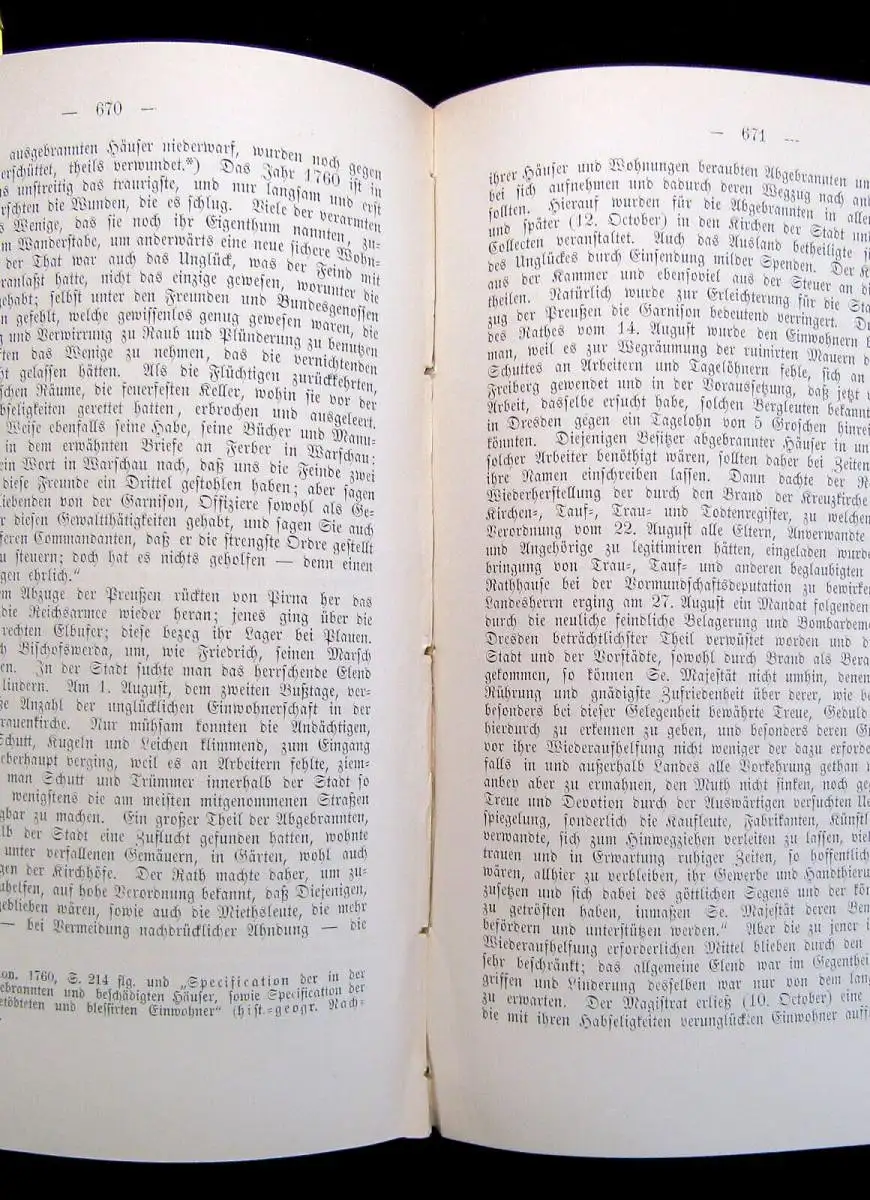 — 670 —
ausgebrannten Häuser niederwarf, wurden noch gegen
erschüttet, theils verwundet.*) Das Jahr 1760 ist in
unstreitig das traurigste, und nur langsam und erst
die Wunden, die es schlug. Viele der verarmten
Wenige, das sie noch ihr Eigenthum nannten, zu-
Wanderstabe, um anderwärts eine neue sichere Wohn-
der That war auch das Unglück, was der Feind mit
hatte, nicht das einzige gewesen, worunter die
gehabt; selbst unter den Freunden und Bundesgenossen
gefehlt, welche gewissenlos genug gewesen waren, die
und Verwirrung zu Raub und Plünderung zu benutzen
das Wenige zu nehmen, das die vernichtenden
gelassen hätten. Als die Flüchtigen zurückkehrten,
Räume, die feuerfesten Keller, wohin sie vor der
bseligkeiten gerettet hatten, erbrochen und ausgeleert.
Weise ebenfalls seine Habe, seine Bücher und Manu-
in dem erwähnten Briefe an Ferber in Warschau:
ein Wort in Warschau nach, daß uns die Feinde zwei
diese Freunde ein Drittel gestohlen haben; aber sagen
liebenden von der Garnison, Offiziere sowohl als Ge-
diesen Gewaltthätigkeiten gehabt, und sagen Sie auch
Commandanten, daß er die strengste Ordre gestellt
steuern; doch hat es nichts geholfen — denn einen
gen ehrlich.“
Abzuge der Preußen rückten von Pirna her das
die Reichsarmee wieder heran; jenes ging über die
rechten Elbufer; diese bezog ihr Lager bei Plauen.
Bischofswerda, um, wie Friedrich, seinen Marsch
In der Stadt suchte man das herrschende Elend
lindern. Am 1. August, dem zweiten Bußtage, ver-
Anzahl der unglücklichen Einwohnerschaft in der
rauenkirche. Nur mühsam konnten die Andächtigen,
Schutt, Kugeln und Leichen klimmend, zum Eingang
eberhaupt verging, weil es an Arbeitern fehlte, ziem-
man Schutt und Trümmer innerhalb der Stadt so
wenigstens die am meisten mitgenommenen Straßen
gbar zu machen. Ein großer Theil der Abgebrannten,
der Stadt eine Zuflucht gefunden hatten, wohnte
unter verfallenen Gemäuern, in Gärten, wohl auch
gen der Kirchhöfe. Der Rath machte daher, um zu-
uhelfen, auf hohe Verordnung bekannt, daß Diejenigen,
geblieben wären, sowie auch die Miethsleute, die mehr
— bei Vermeidung nachdrücklicher Ahndung — die
on. 1760, S. 214 flg. und „Specification der in der
gebrannten und beschädigten Häuser, sowie Specification der
etödteten und blessirten Einwohner“ (hist.-geogr. Nach-
— 671 —
ihrer Häuser und Wohnungen beraubten Abgebrannten un
bei sich aufnehmen und dadurch deren Wegzug nach
sollten. Hierauf wurden für die Abgebrannten in allen
und später (12. October) in den Kirchen der Stadt un
Collecten veranstaltet. Auch das Ausland betheiligte
des Unglückes durch Einsendung milder Spenden. Der K
aus der Kammer und ebensoviel aus der Steuer an di
theilen. Natürlich wurde zur Erleichterung für die Sta
zug der Preußen die Garnison bedeutend verringert. D
des Rathes vom 14. August wurde den Einwohnern
man, weil es zur Wegräumung der ruinirten Mauern
Schuttes an Arbeitern und Tagelöhnern fehle, sich an
Freiberg gewendet und in der Voraussetzung, daß jetzt
Arbeit, dasselbe ersucht habe, solchen Bergleuten bekannt
in Dresden gegen ein Tagelohn von 5 Groschen hinrei
könnten. Diejenigen Besitzer abgebrannter Häuser in un
solcher Arbeiter benöthigt wären, sollten daher bei Zeiten
ihre Namen einschreiben lassen. Dann dachte der R
Wiederherstellung der durch den Brand der Kreuzkirche
Kirchen-, Tauf-, Trau- und Todtenregister, zu welchem
Verordnung vom 22. August alle Eltern, Anverwandte
und Angehörige zu legitimiren hätten, eingeladen wurde
bringung von Trau-, Tauf- und anderen beglaubigten
Rathhause bei der Vormundschaftsdeputation zu bewirken
Landesherrn erging am 27. August ein Mandat folgenden
durch die neuliche feindliche Belagerung und Bombardeme
Dresden beträchtlichster Theil verwüstet worden und d
Stadt und der Vorstädte, sowohl durch Brand als Bera
gekommen, so können Se. Majestät nicht umhin, denen
Rührung und gnädigste Zufriedenheit über derer, wie be
besonders bei dieser Gelegenheit bewährte Treue, Geduld
hierdurch zu erkennen zu geben, und besonders deren G
vor ihre Wiederaufhelfung nicht weniger der dazu erforde
falls in und außerhalb Landes alle Vorkehrung gethan
anbey aber zu ermahnen, den Muth nicht sinken, noch ge
Treue und Devotion durch der Auswärtigen versuchten Ue
spiegelung, sonderlich die Kaufleute, Fabrikanten, Künstl
verwandte, sich zum Hinwegziehen verleiten zu lassen, viel
trauen und in Erwartung ruhiger Zeiten, so hoffentlich
wären, allhier zu verbleiben, ihr Gewerbe und Handthieru
zusetzen und sich dabei des göttlichen Segens und der kö
zu getrösten haben, inmaßen Se. Majestät deren Ben
befördern und unterstützen werden.“ Aber die zu jener
Wiederaufhelfung erforderlichen Mittel blieben durch den
sehr beschränkt; das allgemeine Elend war im Gegenthei
griffen und Linderung desselben war nur von dem lang
zu erwarten. Der Magistrat erließ (10. October) eine
die mit ihren Habseligkeiten verunglückten Einwohner auff